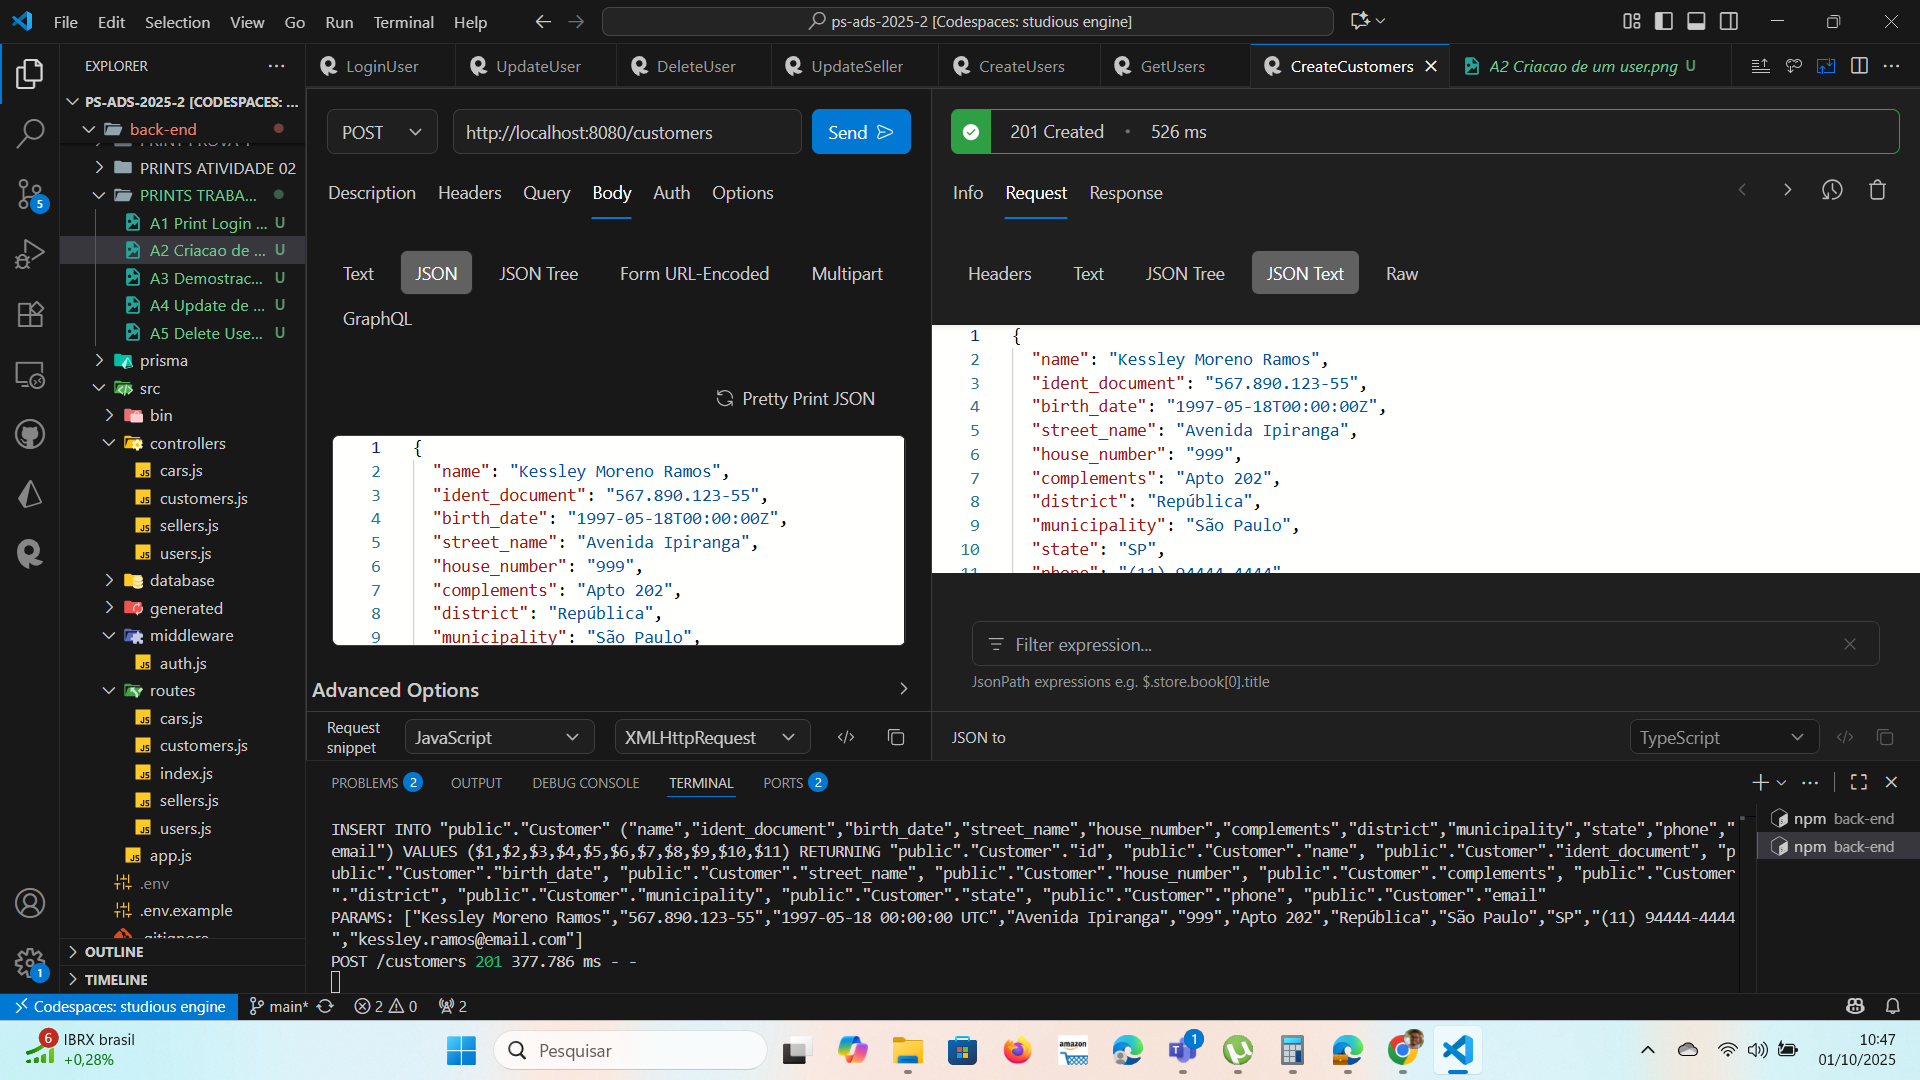 File Edit Selection View Go Run Terminal Help
ps-ads-2025-2 [Codespaces: studious engine]
EXPLORER
PS-ADS-2025-2 [CODESPACES: ...
back-end
PRINTS ATIVIDADE 02
PRINTS TRABA...
A1 Print Login ... U
A2 Criacao de ... U
A3 Demostrac... U
A4 Update de ... U
A5 Delete Use... U
prisma
src
bin
controllers
cars.js
customers.js
sellers.js
users.js
database
generated
middleware
auth.js
routes
cars.js
customers.js
index.js
sellers.js
users.js
app.js
.env
.env.example
.gitignore
OUTLINE
TIMELINE
5
1
LoginUser UpdateUser DeleteUser UpdateSeller CreateUsers GetUsers CreateCustomers A2 Criacao de um user.png U
POST http://localhost:8080/customers Send
Description Headers Query Body Auth Options
Text JSON JSON Tree Form URL-Encoded Multipart
GraphQL
Pretty Print JSON
1 {
2 "name": "Kessley Moreno Ramos",
3 "ident_document": "567.890.123-55",
4 "birth_date": "1997-05-18T00:00:00Z",
5 "street_name": "Avenida Ipiranga",
6 "house_number": "999",
7 "complements": "Apto 202",
8 "district": "República",
9 "municipality": "São Paulo",
Advanced Options
Request snippet JavaScript XMLHttpRequest
201 Created • 526 ms
Info Request Response
Headers Text JSON Tree JSON Text Raw
1 {
2 "name": "Kessley Moreno Ramos",
3 "ident_document": "567.890.123-55",
4 "birth_date": "1997-05-18T00:00:00Z",
5 "street_name": "Avenida Ipiranga",
6 "house_number": "999",
7 "complements": "Apto 202",
8 "district": "República",
9 "municipality": "São Paulo",
10 "state": "SP",
11 "phone": "(11) 94444-4444"
Filter expression...
JsonPath expressions e.g. $.store.book[0].title
JSON to TypeScript
PROBLEMS 2 OUTPUT DEBUG CONSOLE TERMINAL PORTS 2
INSERT INTO "public"."Customer" ("name","ident_document","birth_date","street_name","house_number","complements","district","municipality","state","phone","
email") VALUES ($1,$2,$3,$4,$5,$6,$7,$8,$9,$10,$11) RETURNING "public"."Customer"."id", "public"."Customer"."name", "public"."Customer"."ident_document", "p
ublic"."Customer"."birth_date", "public"."Customer"."street_name", "public"."Customer"."house_number", "public"."Customer"."complements", "public"."Customer
"."district", "public"."Customer"."municipality", "public"."Customer"."state", "public"."Customer"."phone", "public"."Customer"."email"
PARAMS: ["Kessley Moreno Ramos","567.890.123-55","1997-05-18 00:00:00 UTC","Avenida Ipiranga","999","Apto 202","República","São Paulo","SP","(11) 94444-4444
","kessley.ramos@email.com"]
POST /customers 201 377.786 ms - -
npm back-end
npm back-end
Codespaces: studious engine main* 2 0 2
6 IBRX brasil
+0,28%
Pesquisar
amazon
1
10:47
01/10/2025